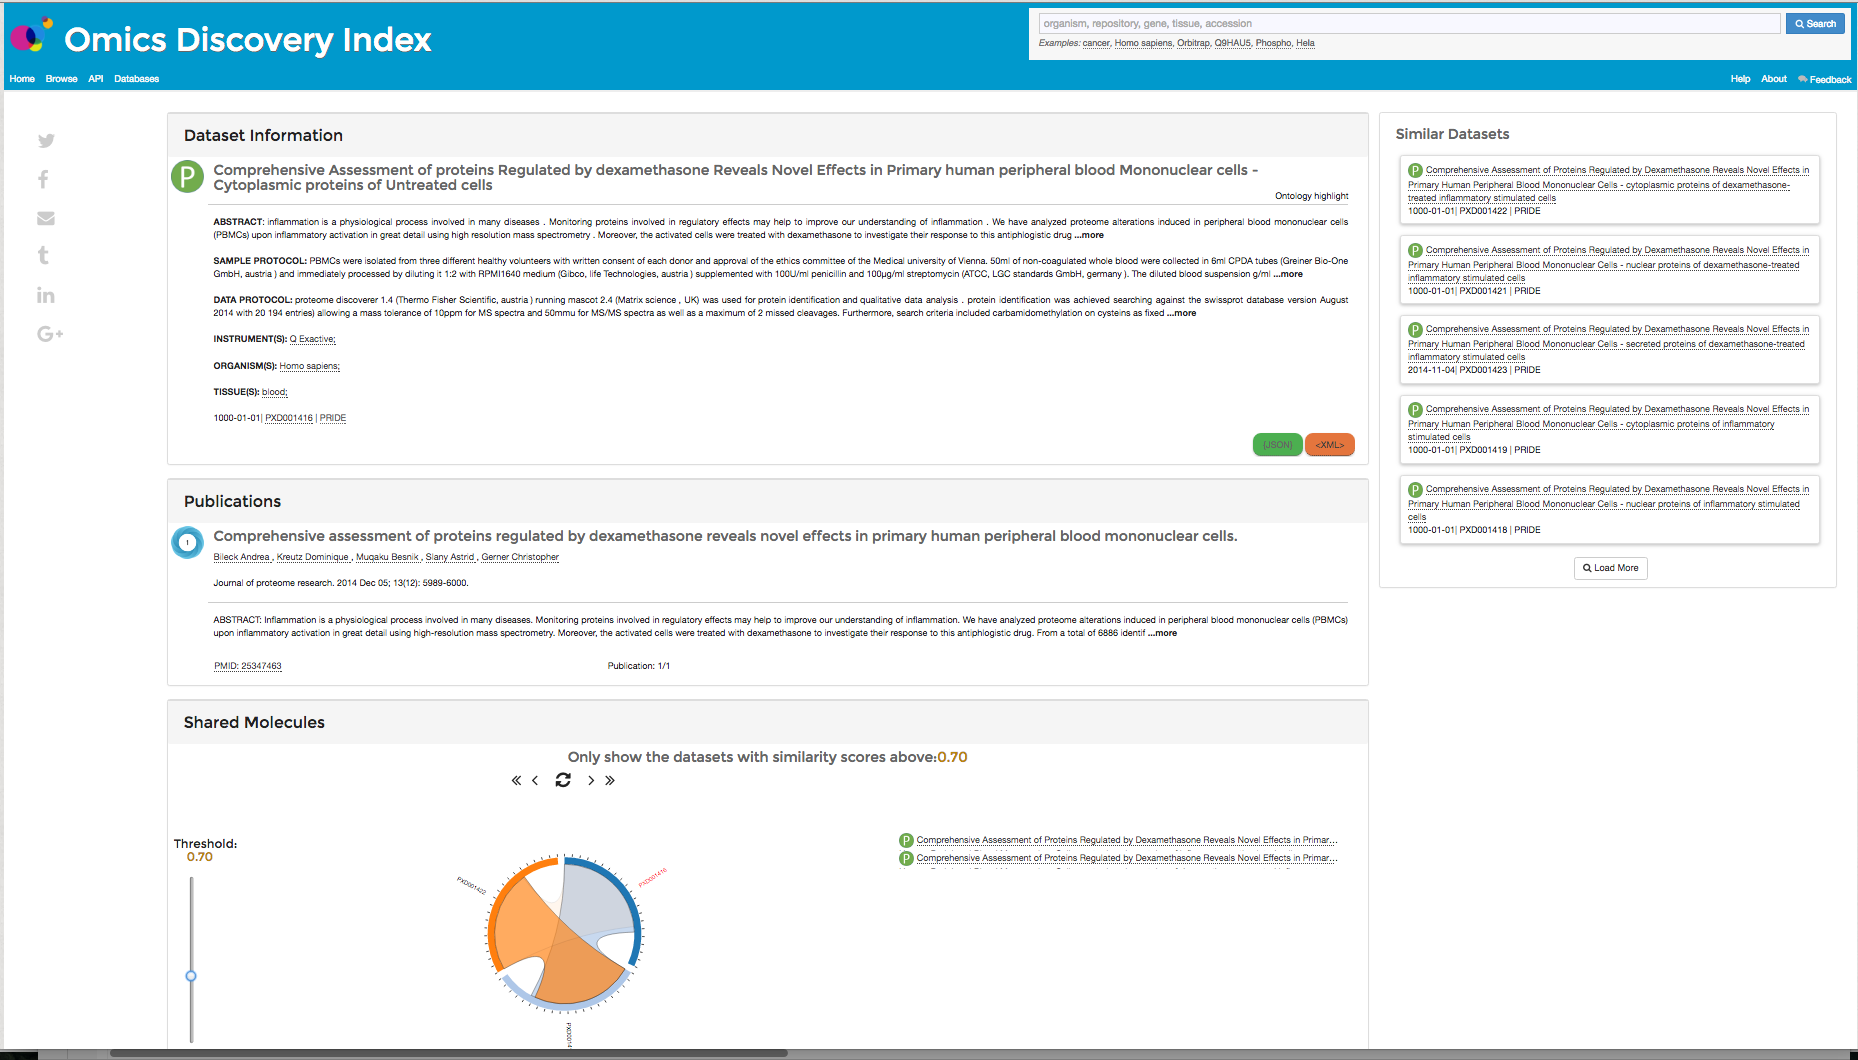 Omics Discovery Index
organism, repository, gene, tissue, accession
Search
Examples: cancer, Homo sapiens, Orbitrap, Q9HAU5, Phospho, Hela
Home Browse API Databases
Help About Feedback
Dataset Information
P Comprehensive Assessment of proteins Regulated by dexamethasone Reveals Novel Effects in Primary human peripheral blood Mononuclear cells -
Cytoplasmic proteins of Untreated cells
Ontology highlight
ABSTRACT: inflammation is a physiological process involved in many diseases . Monitoring proteins involved in regulatory effects may help to improve our understanding of inflammation . We have analyzed proteome alterations induced in peripheral blood mononuclear cells
(PBMCs) upon inflammatory activation in great detail using high resolution mass spectrometry . Moreover, the activated cells were treated with dexamethasone to investigate their response to this antiphlogistic drug ...more
SAMPLE PROTOCOL: PBMCs were isolated from three different healthy volunteers with written consent of each donor and approval of the ethics committee of the Medical university of Vienna. 50ml of non-coagulated whole blood were collected in 6ml CPDA tubes (Greiner Bio-One
GmbH, austria ) and immediately processed by diluting it 1:2 with RPMI1640 medium (Gibco, life Technologies, austria ) supplemented with 100U/ml penicillin and 100µg/ml streptomycin (ATCC, LGC standards GmbH, germany ). The diluted blood suspension g/ml ...more
DATA PROTOCOL: proteome discoverer 1.4 (Thermo Fisher Scientific, austria ) running mascot 2.4 (Matrix science , UK) was used for protein identification and qualitative data analysis . protein identification was achieved searching against the swissprot database version August
2014 with 20 194 entries) allowing a mass tolerance of 10ppm for MS spectra and 50mmu for MS/MS spectra as well as a maximum of 2 missed cleavages. Furthermore, search criteria included carbamidomethylation on cysteins as fixed ...more
INSTRUMENT(S): Q Exactive;
ORGANISM(S): Homo sapiens;
TISSUE(S): blood;
1000-01-01| PXD001416 | PRIDE
{JSON} <XML>
Publications
1 Comprehensive assessment of proteins regulated by dexamethasone reveals novel effects in primary human peripheral blood mononuclear cells.
Bileck Andrea , Kreutz Dominique , Muqaku Besnik , Slany Astrid , Gerner Christopher
Journal of proteome research. 2014 Dec 05; 13(12): 5989-6000.
ABSTRACT: Inflammation is a physiological process involved in many diseases. Monitoring proteins involved in regulatory effects may help to improve our understanding of inflammation. We have analyzed proteome alterations induced in peripheral blood mononuclear cells (PBMCs)
upon inflammatory activation in great detail using high-resolution mass spectrometry. Moreover, the activated cells were treated with dexamethasone to investigate their response to this antiphlogistic drug. From a total of 6886 identif ...more
PMID: 25347463
Publication: 1/1
Shared Molecules
Only show the datasets with similarity scores above:0.70
Threshold:
0.70
PXD001422
PXD001416
PXD0014
P Comprehensive Assessment of Proteins Regulated by Dexamethasone Reveals Novel Effects in Primar...
P Comprehensive Assessment of Proteins Regulated by Dexamethasone Reveals Novel Effects in Primar...
Similar Datasets
P Comprehensive Assessment of Proteins Regulated by Dexamethasone Reveals Novel Effects in
Primary Human Peripheral Blood Mononuclear Cells - cytoplasmic proteins of dexamethasone-
treated inflammatory stimulated cells
1000-01-01| PXD001422 | PRIDE
P Comprehensive Assessment of Proteins Regulated by Dexamethasone Reveals Novel Effects in
Primary Human Peripheral Blood Mononuclear Cells - nuclear proteins of dexamethasone-treated
inflammatory stimulated cells
1000-01-01| PXD001421 | PRIDE
P Comprehensive Assessment of Proteins Regulated by Dexamethasone Reveals Novel Effects in
Primary Human Peripheral Blood Mononuclear Cells - secreted proteins of dexamethasone-treated
inflammatory stimulated cells
2014-11-04| PXD001423 | PRIDE
P Comprehensive Assessment of Proteins Regulated by Dexamethasone Reveals Novel Effects in
Primary Human Peripheral Blood Mononuclear Cells - cytoplasmic proteins of inflammatory
stimulated cells
1000-01-01| PXD001419 | PRIDE
P Comprehensive Assessment of Proteins Regulated by Dexamethasone Reveals Novel Effects in
Primary Human Peripheral Blood Mononuclear Cells - nuclear proteins of inflammatory stimulated
cells
1000-01-01| PXD001418 | PRIDE
Load More